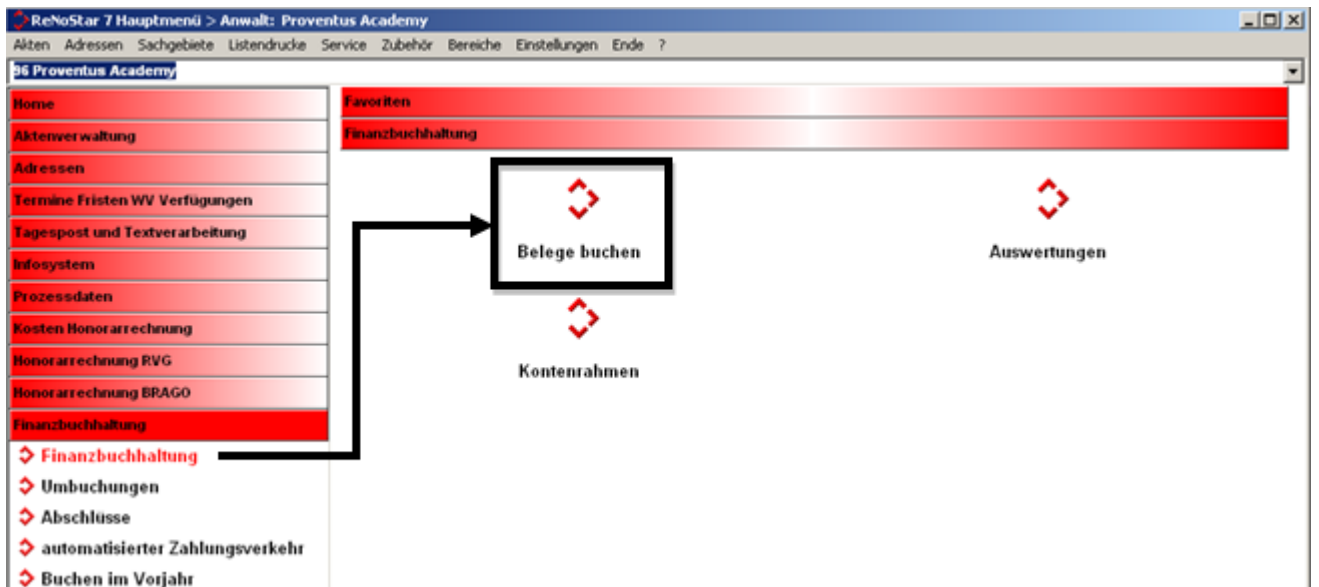 ReNoStar 7 Hauptmenü > Anwalt: Proventus Academy
Akten Adressen Sachgebiete Listendrucke Service Zubehör Bereiche Einstellungen Ende ?
96 Proventus Academy
Home
Aktenverwaltung
Adressen
Termine Fristen WV Verfügungen
Tagespost und Textverarbeitung
Infosystem
Prozessdaten
Kosten Honorarrechnung
Honorarrechnung RVG
Honorarrechnung BRAGO
Finanzbuchhaltung
Finanzbuchhaltung
Umbuchungen
Abschlüsse
automatisierter Zahlungsverkehr
Buchen im Vorjahr
Favoriten
Finanzbuchhaltung
Belege buchen
Auswertungen
Kontenrahmen